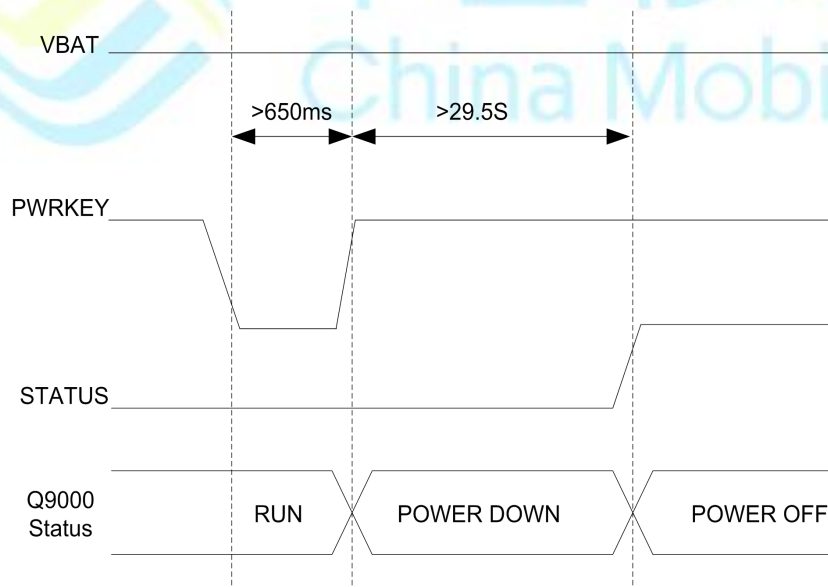 VBAT
China Mobi
>650ms
>29.5S
PWRKEY
STATUS
Q9000
Status
RUN
POWER DOWN
POWER OFF